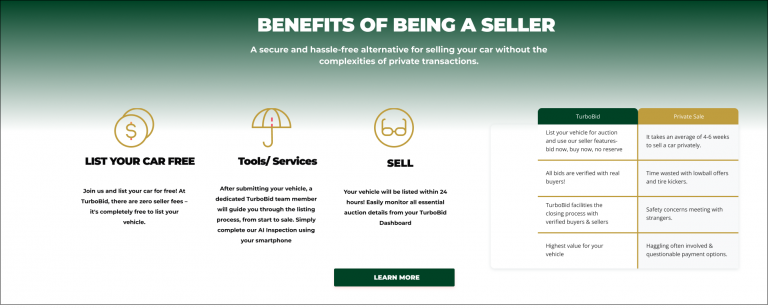 BENEFITS OF BEING A SELLER
A secure and hassle-free alternative for selling your car without the
complexities of private transactions.
$
LIST YOUR CAR FREE
Join us and list your car for free! At
TurboBid, there are zero seller fees –
it's completely free to list your
vehicle.
Tools/ Services
After submitting your vehicle, a
dedicated TurboBid team member
will guide you through the listing
process, from start to sale. Simply
complete our AI Inspection using
your smartphone
SELL
Your vehicle will be listed within 24
hours! Easily monitor all essential
auction details from your TurboBid
Dashboard
LEARN MORE
TurboBid
Private Sale
List your vehicle for auction
and use our seller features-
bid now, buy now, no reserve
It takes an average of 4-6 weeks
to sell a car privately.
All bids are verified with real
buyers!
Time wasted with lowball offers
and tire kickers.
TurboBid facilities the
closing process with
verified buyers & sellers
Safety concerns meeting with
strangers.
Highest value for your
vehicle
Haggling often involved &
questionable payment options.